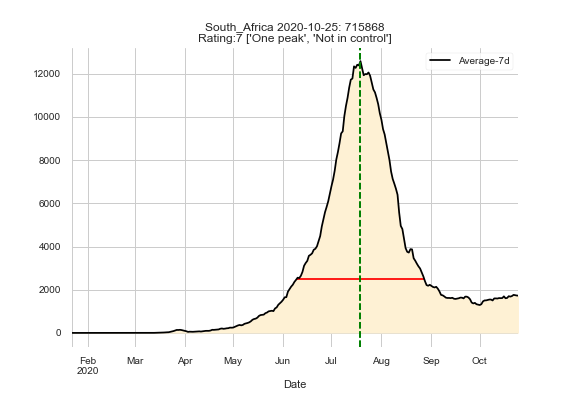 South_Africa 2020-10-25: 715868
Rating:7 ['One peak', 'Not in control']
Average-7d
12000
10000
8000
6000
4000
2000
0
Feb Mar Apr May Jun Jul Aug Sep Oct
2020
Date